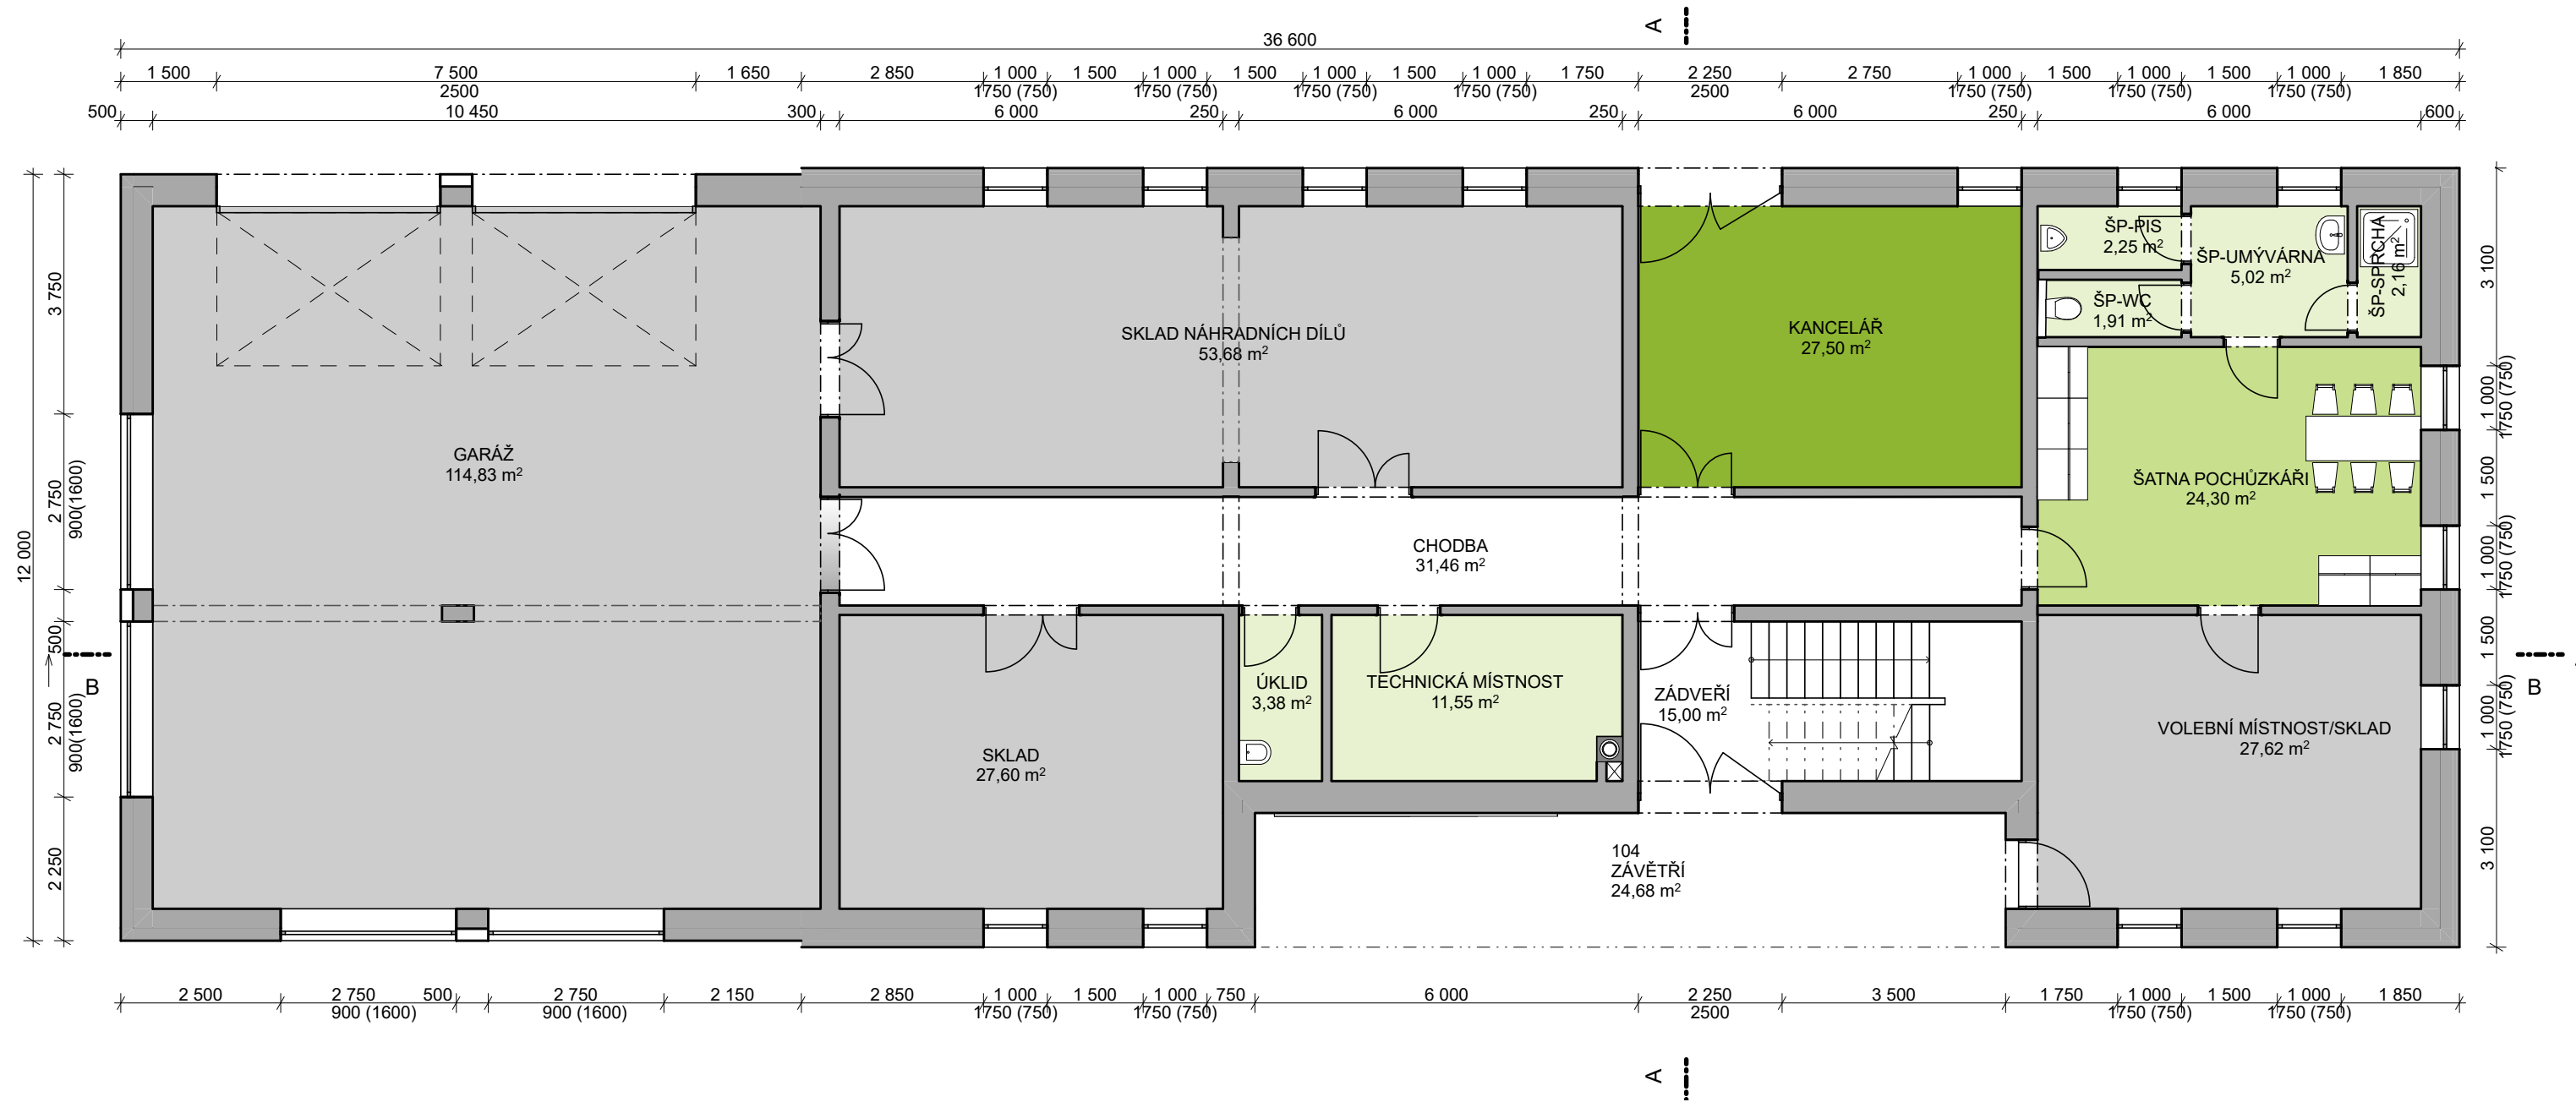 A
36 600
1 500 7 500 1 650 2 850 1 000 1 500 1 000 1 500 1 000 1 500 1 000 1 750 2 250 2 750 1 000 1 500 1 000 1 500 1 000 1 850
2500 1750 (750) 1750 (750) 1750 (750) 1750 (750) 2500 1750 (750) 1750 (750) 1750 (750)
500 10 450 300 6 000 250 6 000 250 6 000 250 6 000 600
12 000
3 750
2 750
900(1600)
500
2 750
900(1600)
2 250
B
GARÁŽ
114,83 m²
SKLAD NÁHRADNÍCH DÍLŮ
53,68 m²
KANCELÁŘ
27,50 m²
ŠP-PIS
2,25 m²
ŠP-UMÝVÁRNA
5,02 m²
ŠP-SPRCHA
2,16 m²
ŠP-WC
1,91 m²
ŠATNA POCHŮZKÁŘI
24,30 m²
CHODBA
31,46 m²
SKLAD
27,60 m²
ÚKLID
3,38 m²
TECHNICKÁ MÍSTNOST
11,55 m²
ZÁDVEŘÍ
15,00 m²
VOLEBNÍ MÍSTNOST/SKLAD
27,62 m²
104
ZÁVĚTŘÍ
24,68 m²
3 100
1 000
1750 (750)
1 500
1 000
1750 (750)
1 500
1 000
1750 (750)
3 100
B
2 500 2 750 500 2 750 2 150 2 850 1 000 1 500 1 000 750 6 000 2 250 3 500 1 750 1 000 1 500 1 000 1 850
900 (1600) 900 (1600) 1750 (750) 1750 (750) 2500 1750 (750) 1750 (750)
A